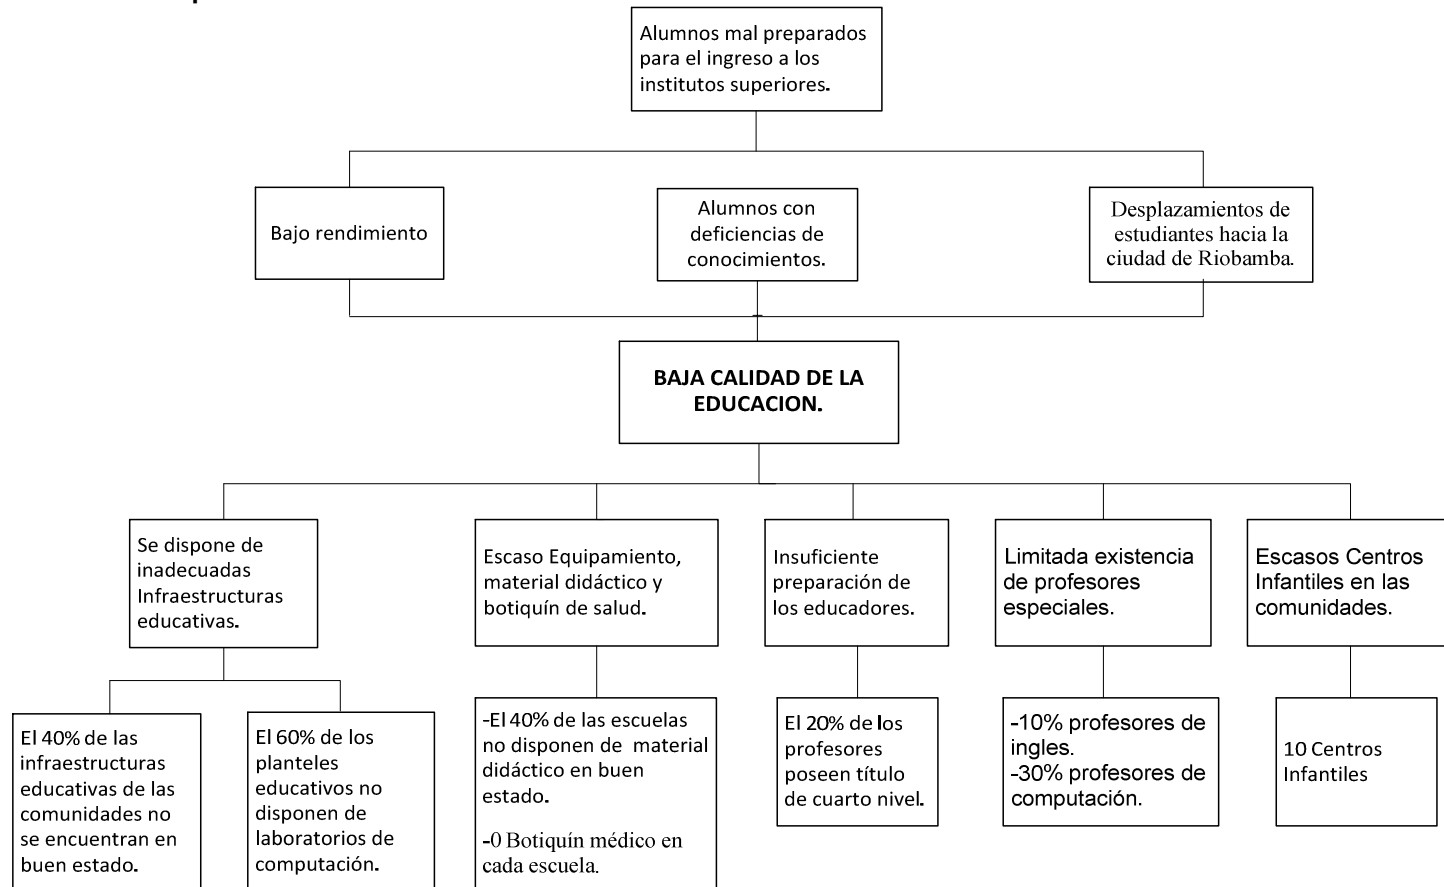 Alumnos mal preparados
para el ingreso a los
institutos superiores.
Bajo rendimiento
Alumnos con
deficiencias de
conocimientos.
Desplazamientos de
estudiantes hacia la
ciudad de Riobamba.
BAJA CALIDAD DE LA
EDUCACION.
Se dispone de
inadecuadas
Infraestructuras
educativas.
Escaso Equipamiento,
material didáctico y
botiquín de salud.
Insuficiente
preparación de
los educadores.
Limitada existencia
de profesores
especiales.
Escasos Centros
Infantiles en las
comunidades.
El 40% de las
infraestructuras
educativas de las
comunidades no
se encuentran en
buen estado.
El 60% de los
planteles
educativos no
disponen de
laboratorios de
computación.
-El 40% de las escuelas
no disponen de material
didáctico en buen
estado.
-0 Botiquín médico en
cada escuela.
El 20% de los
profesores
poseen título
de cuarto nivel.
-10% profesores de
ingles.
-30% profesores de
computación.
10 Centros
Infantiles